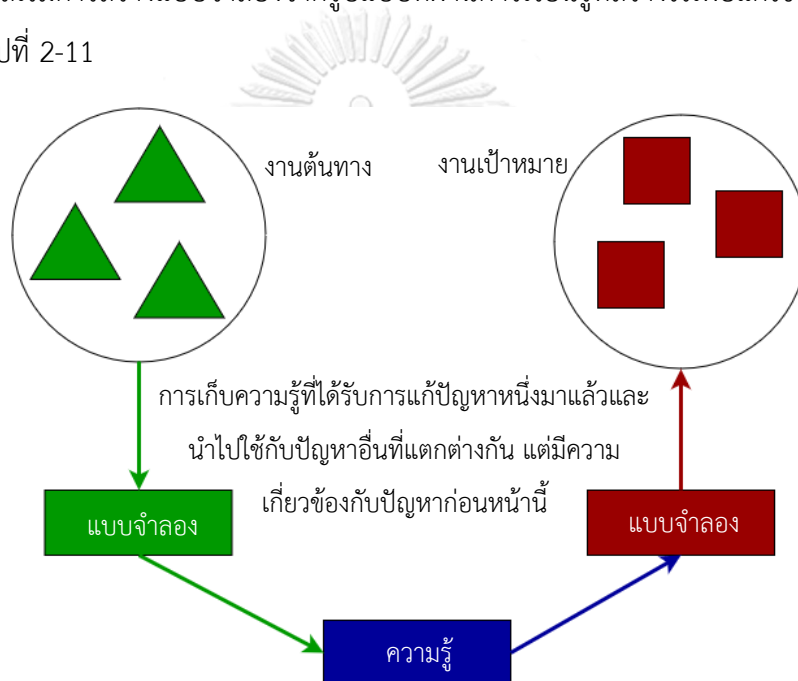 ปที่ 2-11
งานต้นทาง
งานเป้าหมาย
การเก็บความรู้ที่ได้รับการแก้ปัญหาหนึ่งมาแล้วและ
นำไปใช้กับปัญหาอื่นที่แตกต่างกัน แต่มีความ
เกี่ยวข้องกับปัญหาก่อนหน้านี้
แบบจำลอง
แบบจำลอง
ความรู้